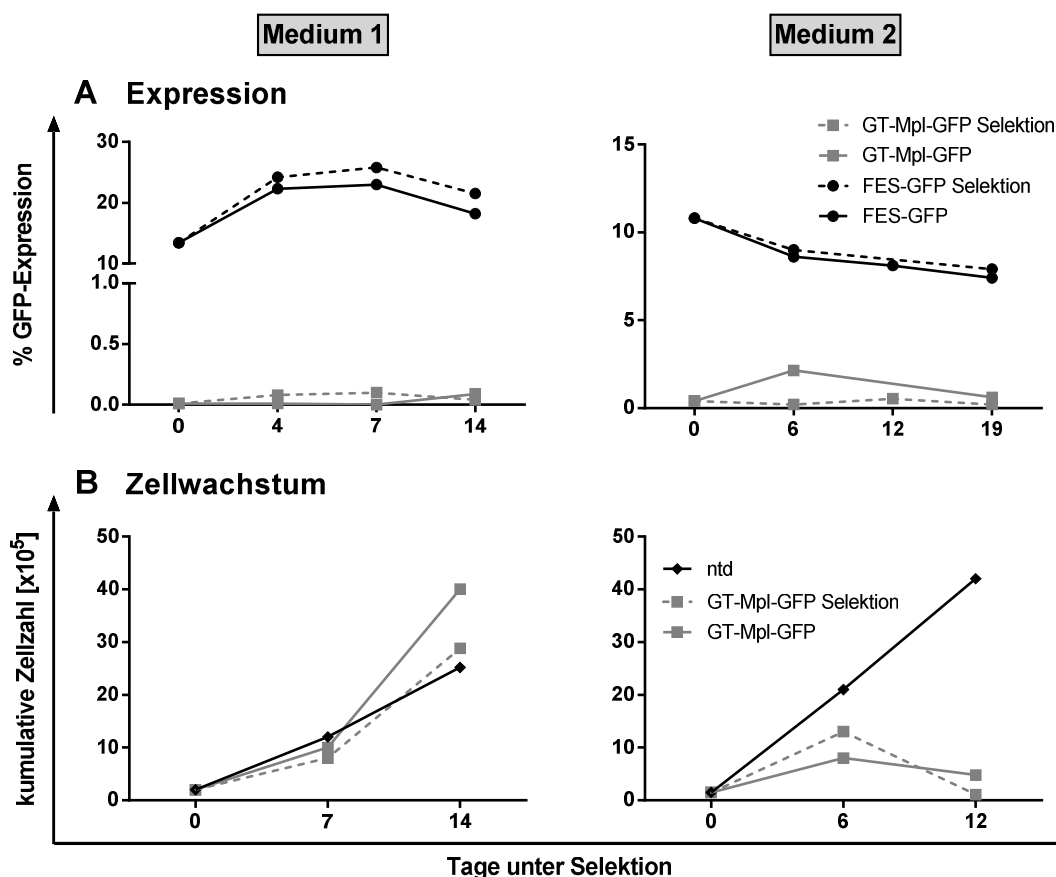 Medium 1
Medium 2
A Expression
% GFP-Expression
30
20
10
1.0
0.5
0.0
0 4 7 14
15
10
5
0
0 6 12 19
GT-Mpl-GFP Selektion
GT-Mpl-GFP
FES-GFP Selektion
FES-GFP
B Zellwachstum
kumulative Zellzahl [x10⁵]
50
40
30
20
10
0
0 7 14
50
40
30
20
10
0
0 6 12
ntd
GT-Mpl-GFP Selektion
GT-Mpl-GFP
Tage unter Selektion